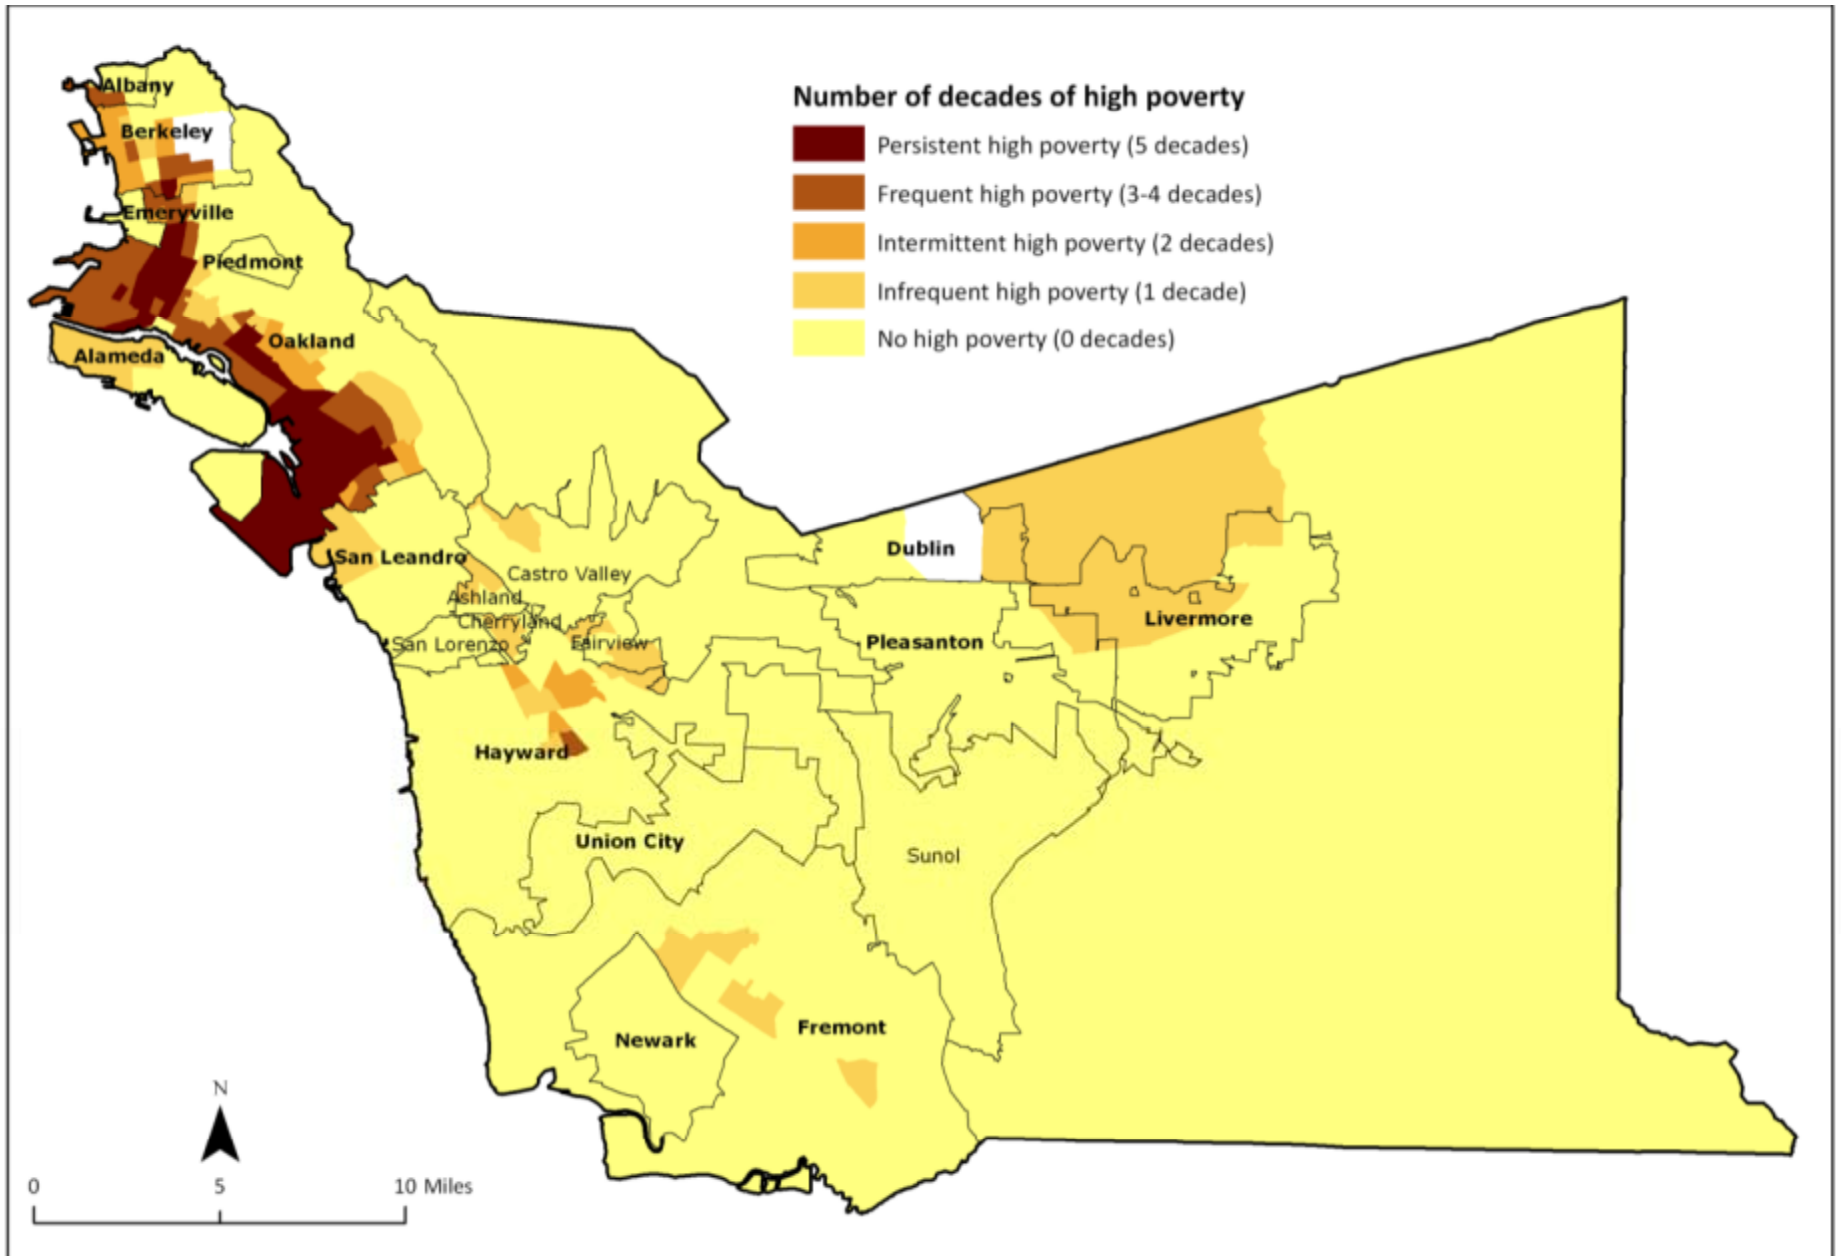 Number of decades of high poverty
Persistent high poverty (5 decades)
Frequent high poverty (3-4 decades)
Intermittent high poverty (2 decades)
Infrequent high poverty (1 decade)
No high poverty (0 decades)
Albany
Berkeley
Emeryville
Piedmont
Oakland
Alameda
San Leandro
Castro Valley
Ashland
Cherryland
San Lorenzo
Fairview
Dublin
Livermore
Pleasanton
Hayward
Union City
Sunol
Fremont
Newark
N
0 5 10 Miles